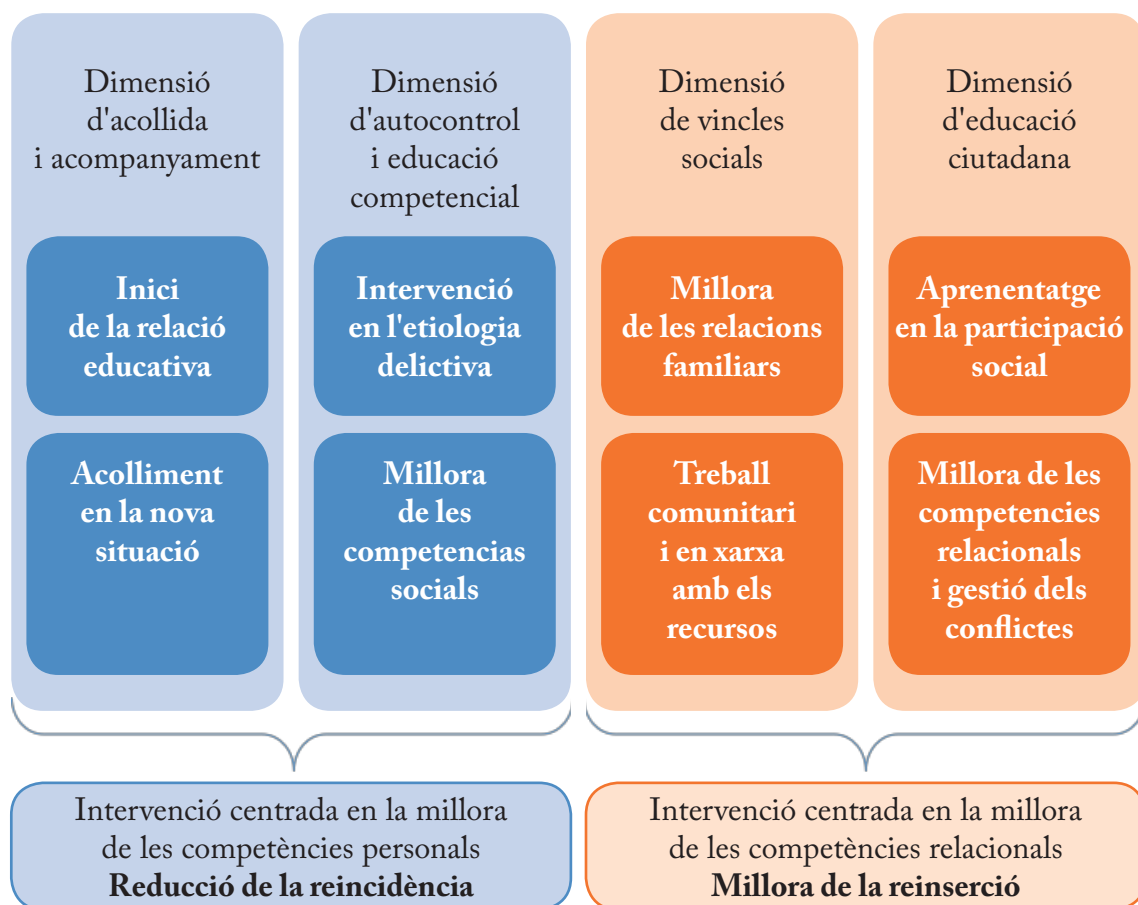 Dimensió
d'acollida
i acompanyament
Inici
de la relació
educativa
Acolliment
en la nova
situació
Dimensió
d'autocontrol
i educació
competencial
Intervenció
en l'etiologia
delictiva
Millora
de les
competencias
socials
Intervenció centrada en la millora
de les competències personals
Reducció de la reincidència
Dimensió
de vincles
socials
Millora
de les relacions
familiars
Treball
comunitari
i en xarxa
amb els
recursos
Dimensió
d'educació
ciutadana
Aprenentatge
en la participació
social
Millora de les
competencies
relacionals
i gestió dels
conflictes
Intervenció centrada en la millora
de les competències relacionals
Millora de la reinserció